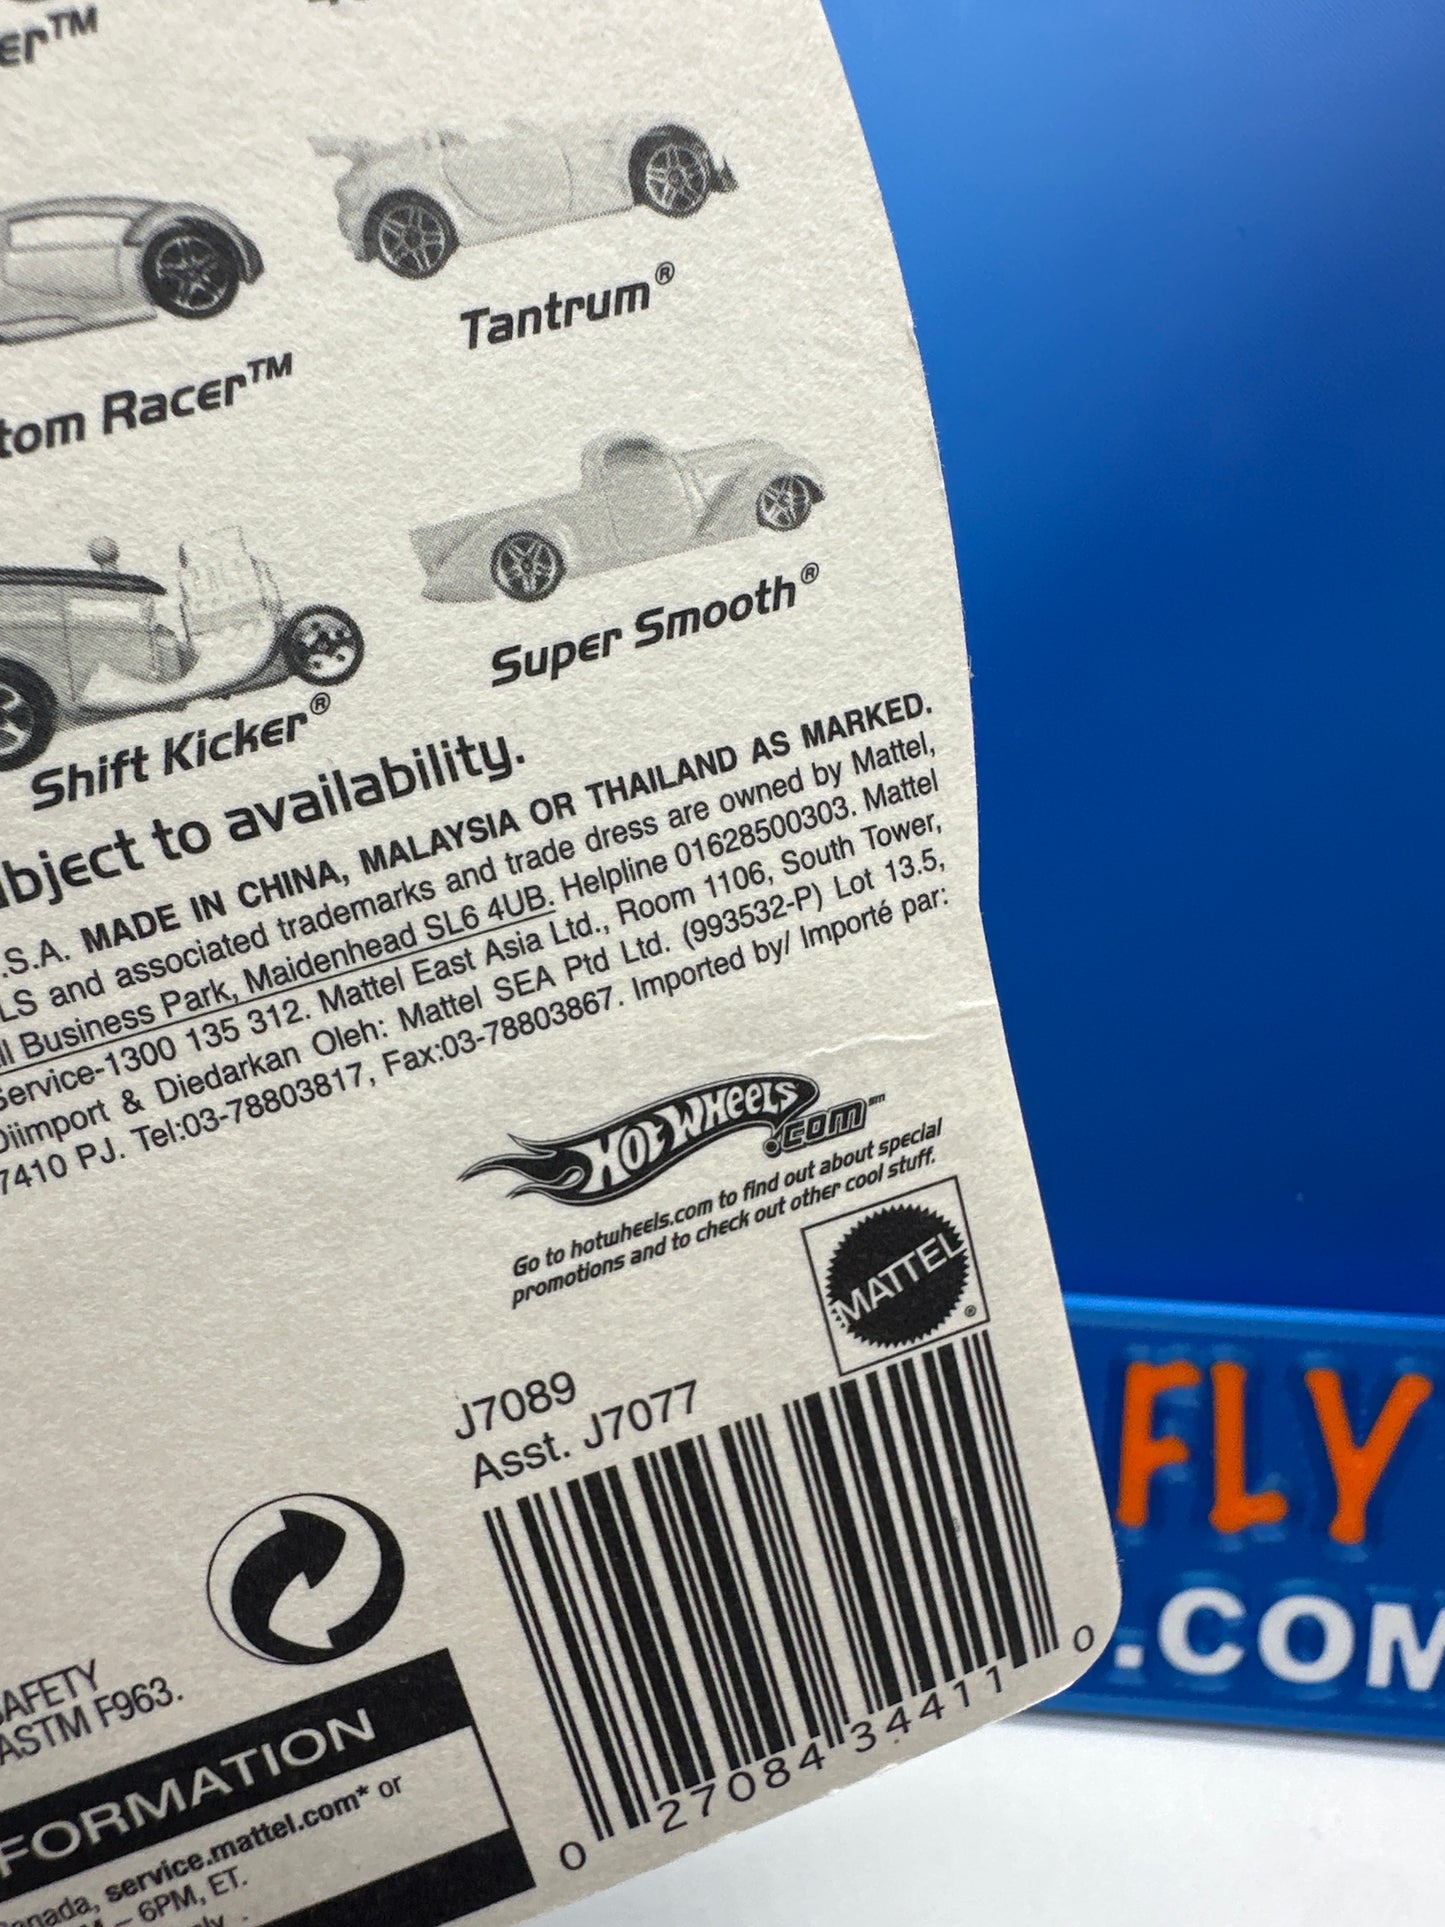 er™
Tantrum®
tom Racer™
Super Smooth®
Shift Kicker®
bject to availability.
.S.A. MADE IN CHINA, MALAYSIA OR THAILAND AS MARKED.
LS and associated trademarks and trade dress are owned by Mattel,
ll Business Park, Maidenhead SL6 4UB. Helpline 01628500303. Mattel
Service-1300 135 312. Mattel East Asia Ltd., Room 1106, South Tower,
Diimport & Diedarkan Oleh: Mattel SEA Ptd Ltd. (993532-P) Lot 13.5,
7410 PJ. Tel:03-78803817, Fax:03-78803867. Imported by/ Importé par:
HOT WHEELS
.COM℠
Go to hotwheels.com to find out about special
promotions and to check out other cool stuff.
MATTEL®
J7089
Asst. J7077
0 27084 34411 0
SAFETY
ASTM F963.
FORMATION
anada, service.mattel.com* or
M – 6PM, ET.
FLY
.COM